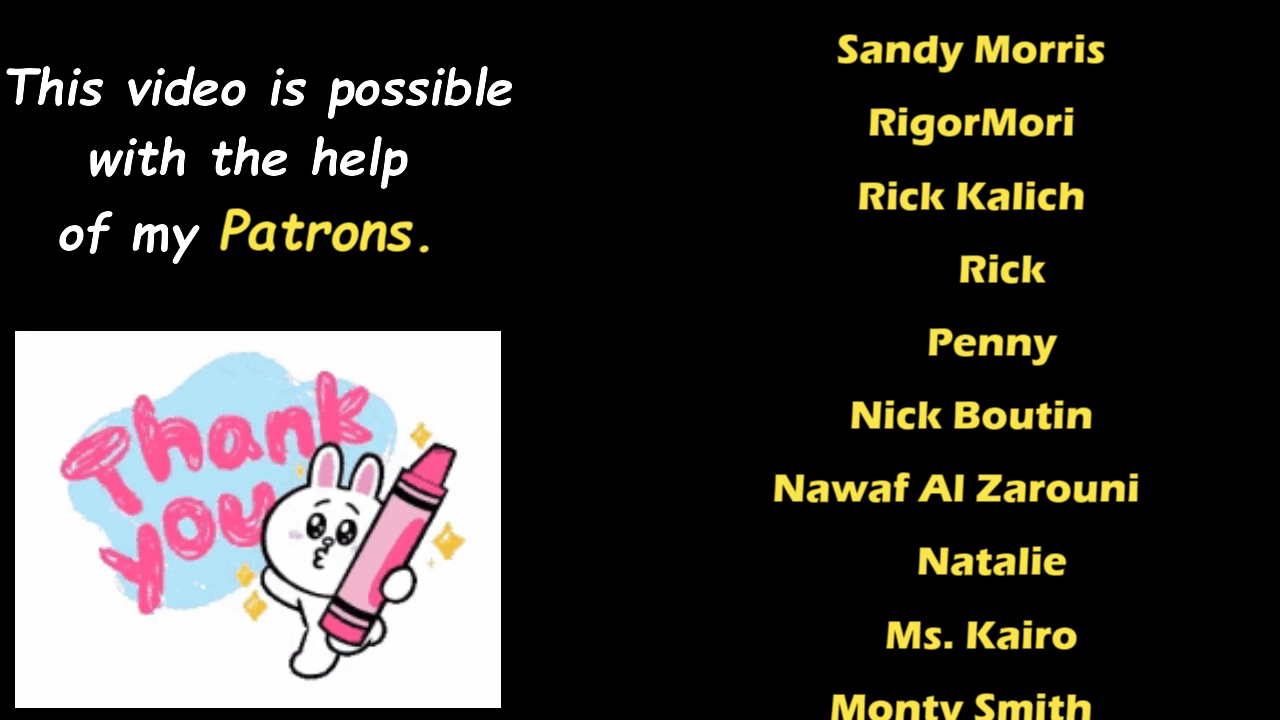 This video is possible
with the help
of my Patrons.
Thank
you
Sandy Morris
RigorMori
Rick Kalich
Rick
Penny
Nick Boutin
Nawaf Al Zarouni
Natalie
Ms. Kairo
Monty Smith